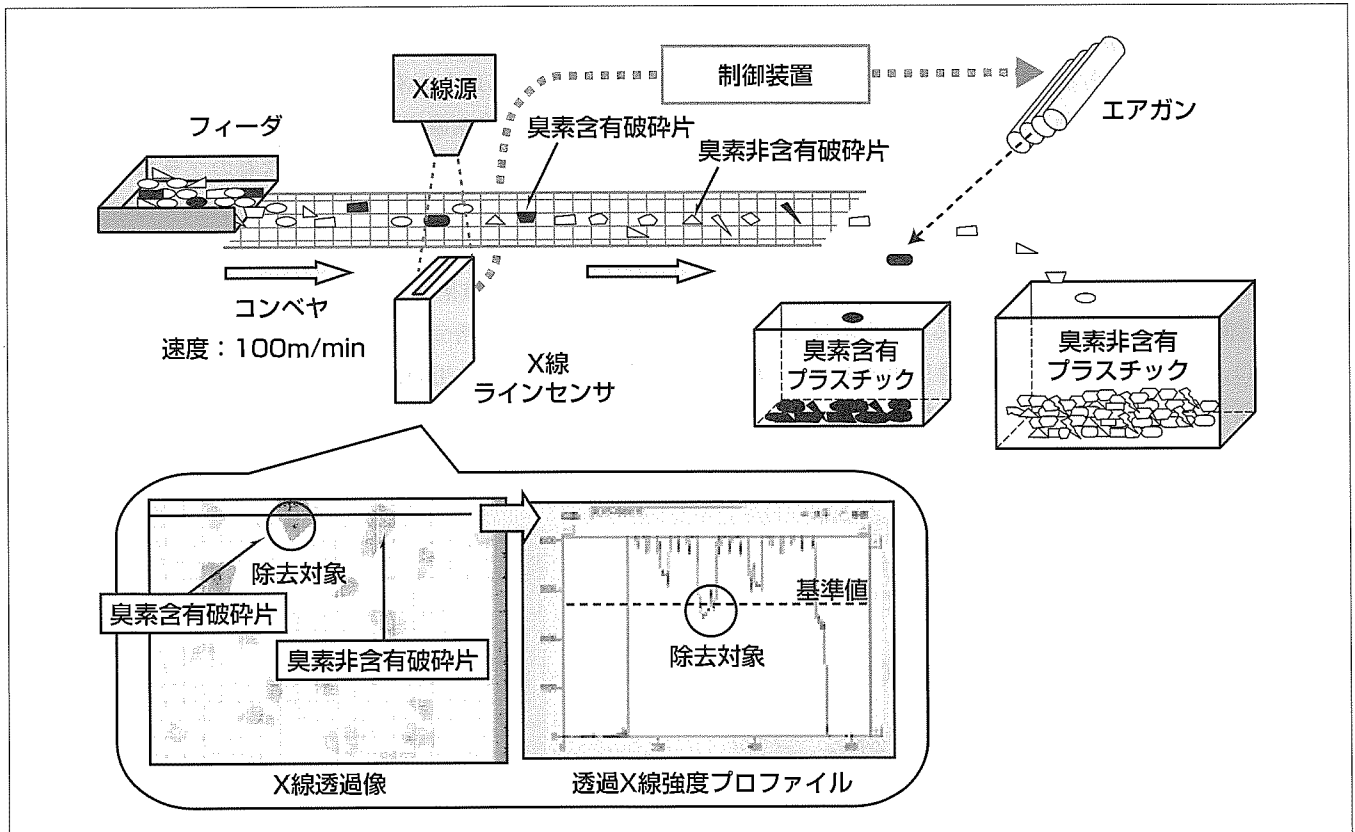 X線源
制御装置
エアガン
フィーダ
臭素含有破砕片
臭素非含有破砕片
コンベヤ
速度：100m/min
X線
ラインセンサ
臭素含有
プラスチック
臭素非含有
プラスチック
除去対象
臭素含有破砕片
臭素非含有破砕片
X線透過像
基準値
除去対象
透過X線強度プロファイル